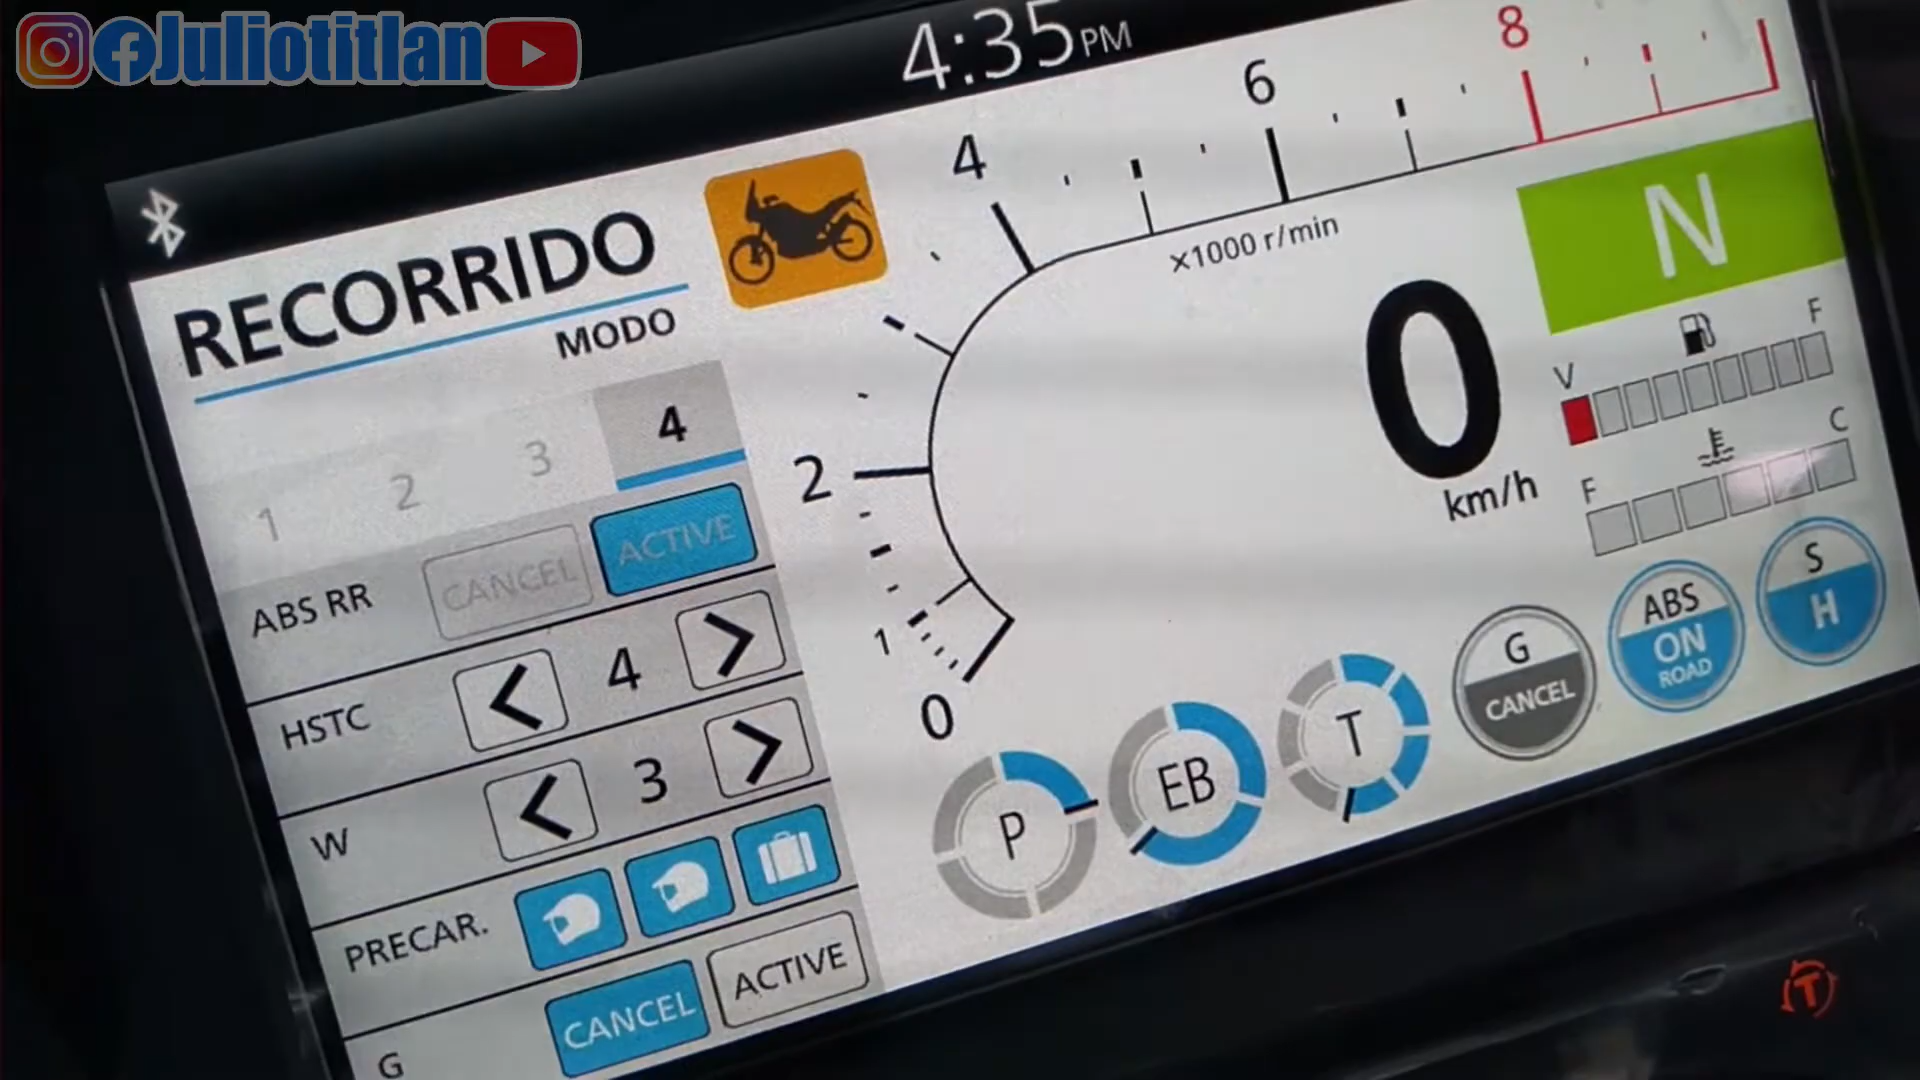 Juliotitlan
4:35 PM
RECORRIDO
MODO
1 2 3 4
ABS RR CANCEL ACTIVE
HSTC < 4 >
W < 3 >
PRECAR.
G CANCEL ACTIVE
0 1 2 4 6 8
×1000 r/min
N
0
km/h
V F
F C
P
EB
T
G
CANCEL
ABS
ON
ROAD
S
H
T